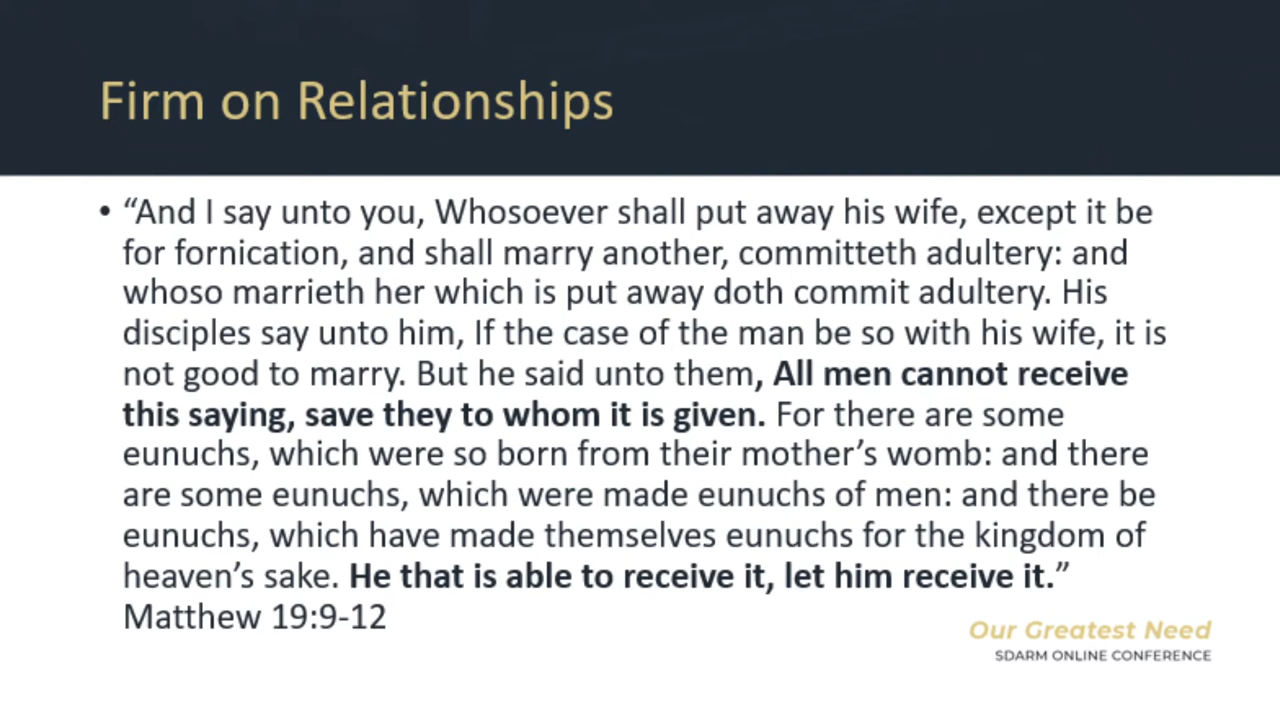 Firm on Relationships
• “And I say unto you, Whosoever shall put away his wife, except it be
for fornication, and shall marry another, committeth adultery: and
whoso marrieth her which is put away doth commit adultery. His
disciples say unto him, If the case of the man be so with his wife, it is
not good to marry. But he said unto them, All men cannot receive
this saying, save they to whom it is given. For there are some
eunuchs, which were so born from their mother’s womb: and there
are some eunuchs, which were made eunuchs of men: and there be
eunuchs, which have made themselves eunuchs for the kingdom of
heaven’s sake. He that is able to receive it, let him receive it.”
Matthew 19:9-12
Our Greatest Need
SDARM ONLINE CONFERENCE